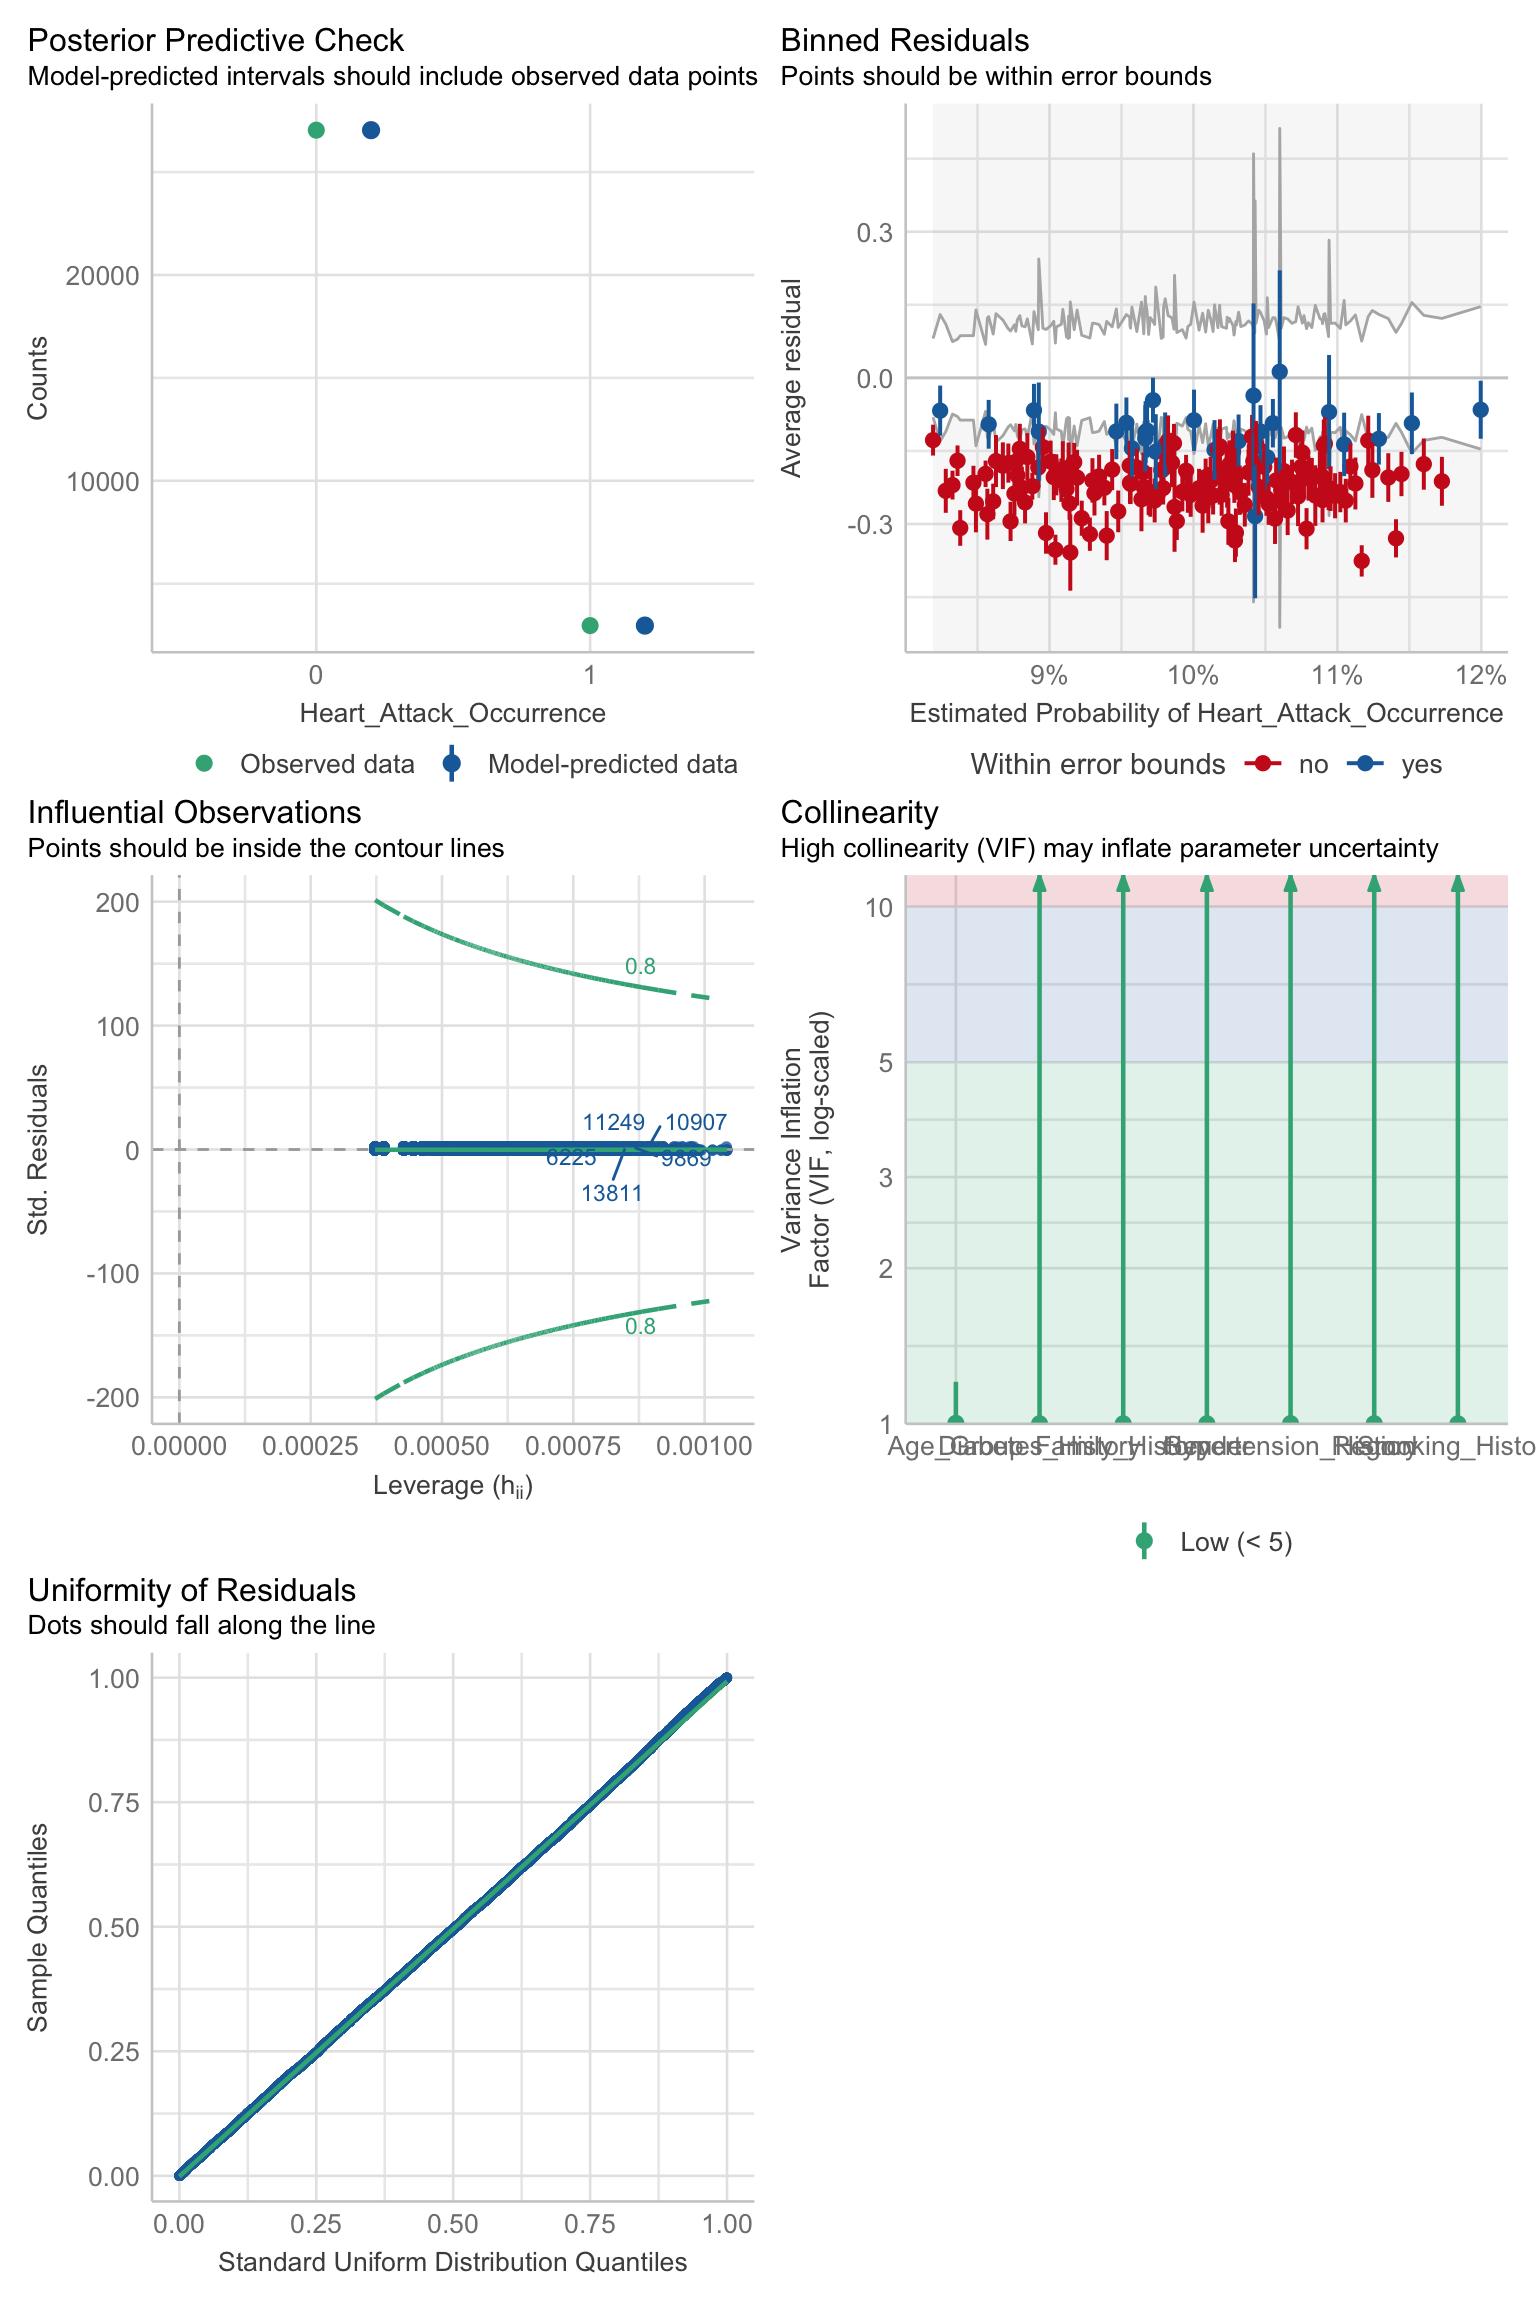 Posterior Predictive Check
Model-predicted intervals should include observed data points
Counts
20000
10000
0
1
Heart_Attack_Occurrence
Observed data
Model-predicted data
Binned Residuals
Points should be within error bounds
Average residual
0.3
0.0
-0.3
9%
10%
11%
12%
Estimated Probability of Heart_Attack_Occurrence
Within error bounds
no
yes
Influential Observations
Points should be inside the contour lines
Std. Residuals
200
100
0
-100
-200
0.8
11249
10907
6225
9869
13811
0.8
0.00000
0.00025
0.00050
0.00075
0.00100
Leverage (hii)
Collinearity
High collinearity (VIF) may inflate parameter uncertainty
Variance Inflation
Factor (VIF, log-scaled)
10
5
3
2
1
Low (< 5)
Uniformity of Residuals
Dots should fall along the line
Sample Quantiles
1.00
0.75
0.50
0.25
0.00
0.00
0.25
0.50
0.75
1.00
Standard Uniform Distribution Quantiles